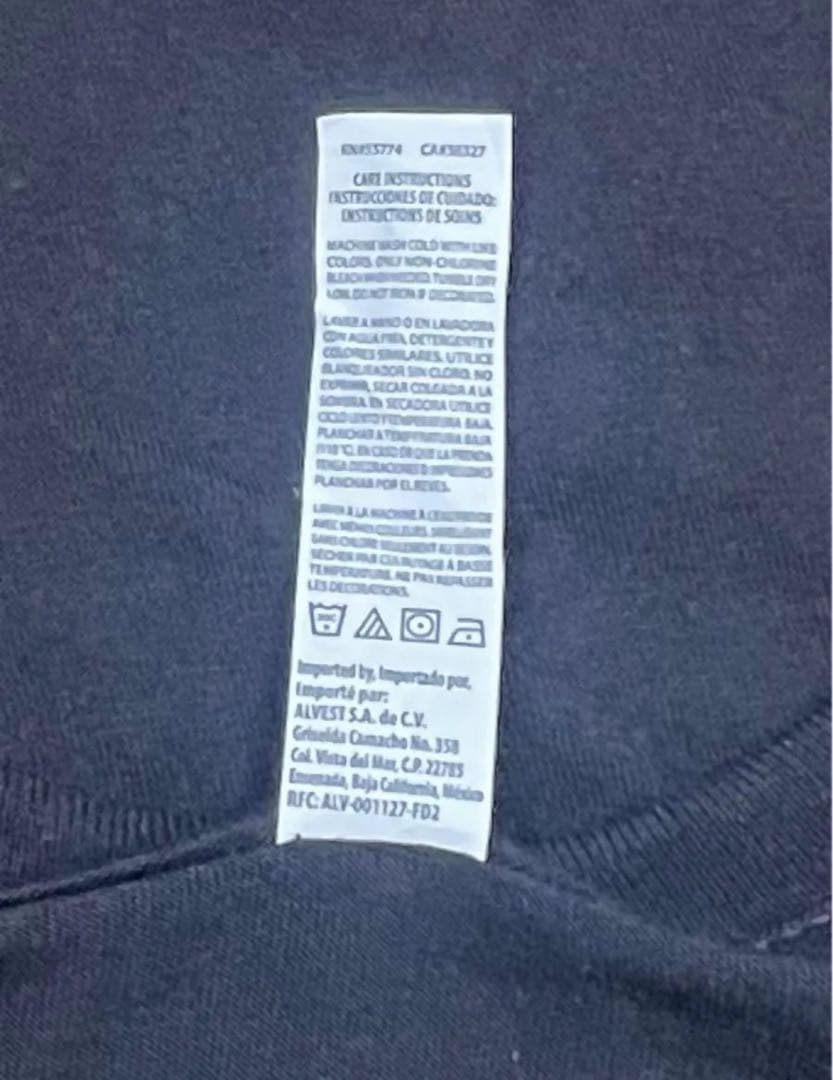 RN#93774 CA#38327
CARE INSTRUCTIONS
INSTRUCCIONES DE CUIDADO:
INSTRUCTIONS DE SOINS
MACHINE WASH COLD WITH LIKE
COLORS. ONLY NON-CHLORINE
BLEACH WHEN NEEDED. TUMBLE DRY
LOW. DO NOT IRON IF DECORATED.
LAVAR A MANO O EN LAVADORA
CON AGUA FRIA, DETERGENTE Y
COLORES SIMILARES. UTILICE
BLANQUEADOR SIN CLORO. NO
EXPRIMIR, SECAR COLGADA A LA
SOMBRA. EN SECADORA UTILICE
CICLO LENTO Y TEMPERATURA BAJA.
PLANCHAR A TEMPERATURA BAJA
(110°C). EN CASO DE QUE LA PRENDA
TENGA DECORACIONES O IMPRESIONES
PLANCHAR POR EL REVES.
LAVER A LA MACHINE A L'EAU FROIDE
AVEC MÊMES COULEURS.
SANS CHLORE SEULEMENT AU BESOIN.
SÉCHER PAR CULBUTAGE À BASSE
TEMPERATURE. NE PAS REPASSER
LES DECORATIONS.
Imported by, Importado por,
Importé par:
ALVEST S.A. de C.V.
Griselda Camacho No. 358
Col. Vista del Mar, C.P. 22785
Ensenada, Baja California, México
RFC: ALV-001127-FD2